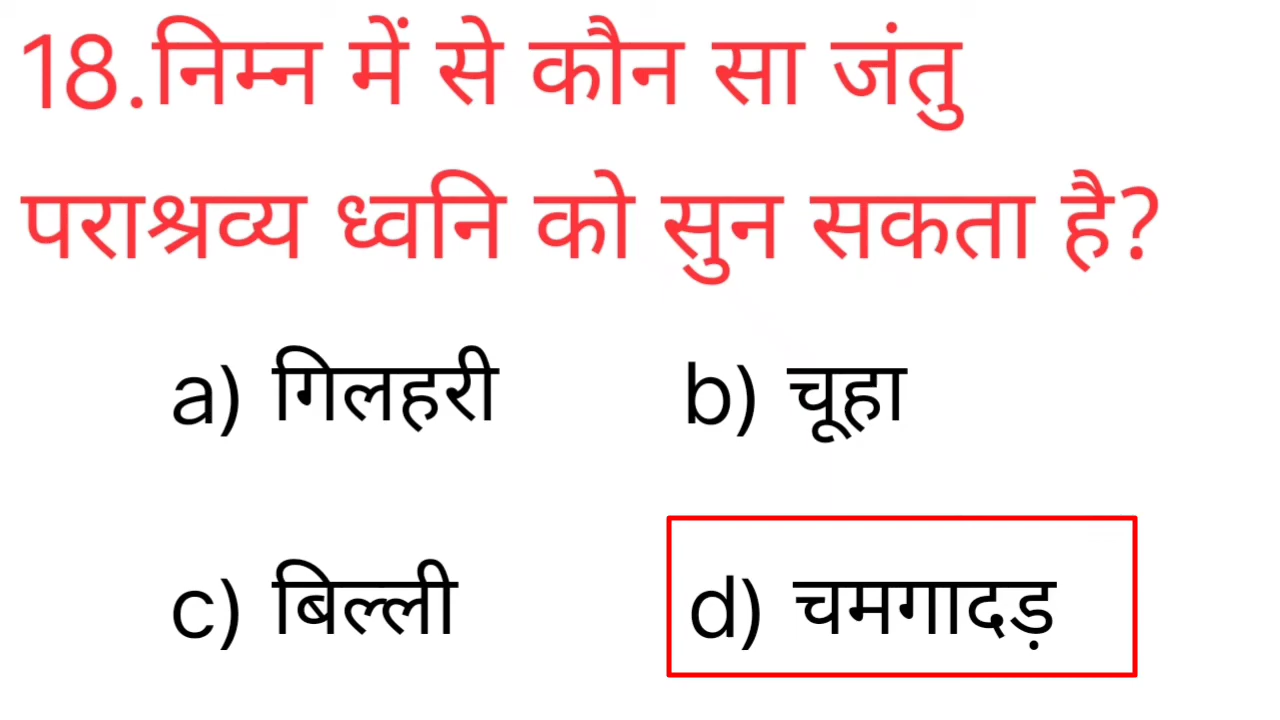 18.निम्न में से कौन सा जंतु
पराश्रव्य ध्वनि को सुन सकता है?
a) गिलहरी b) चूहा
c) बिल्ली d) चमगादड़